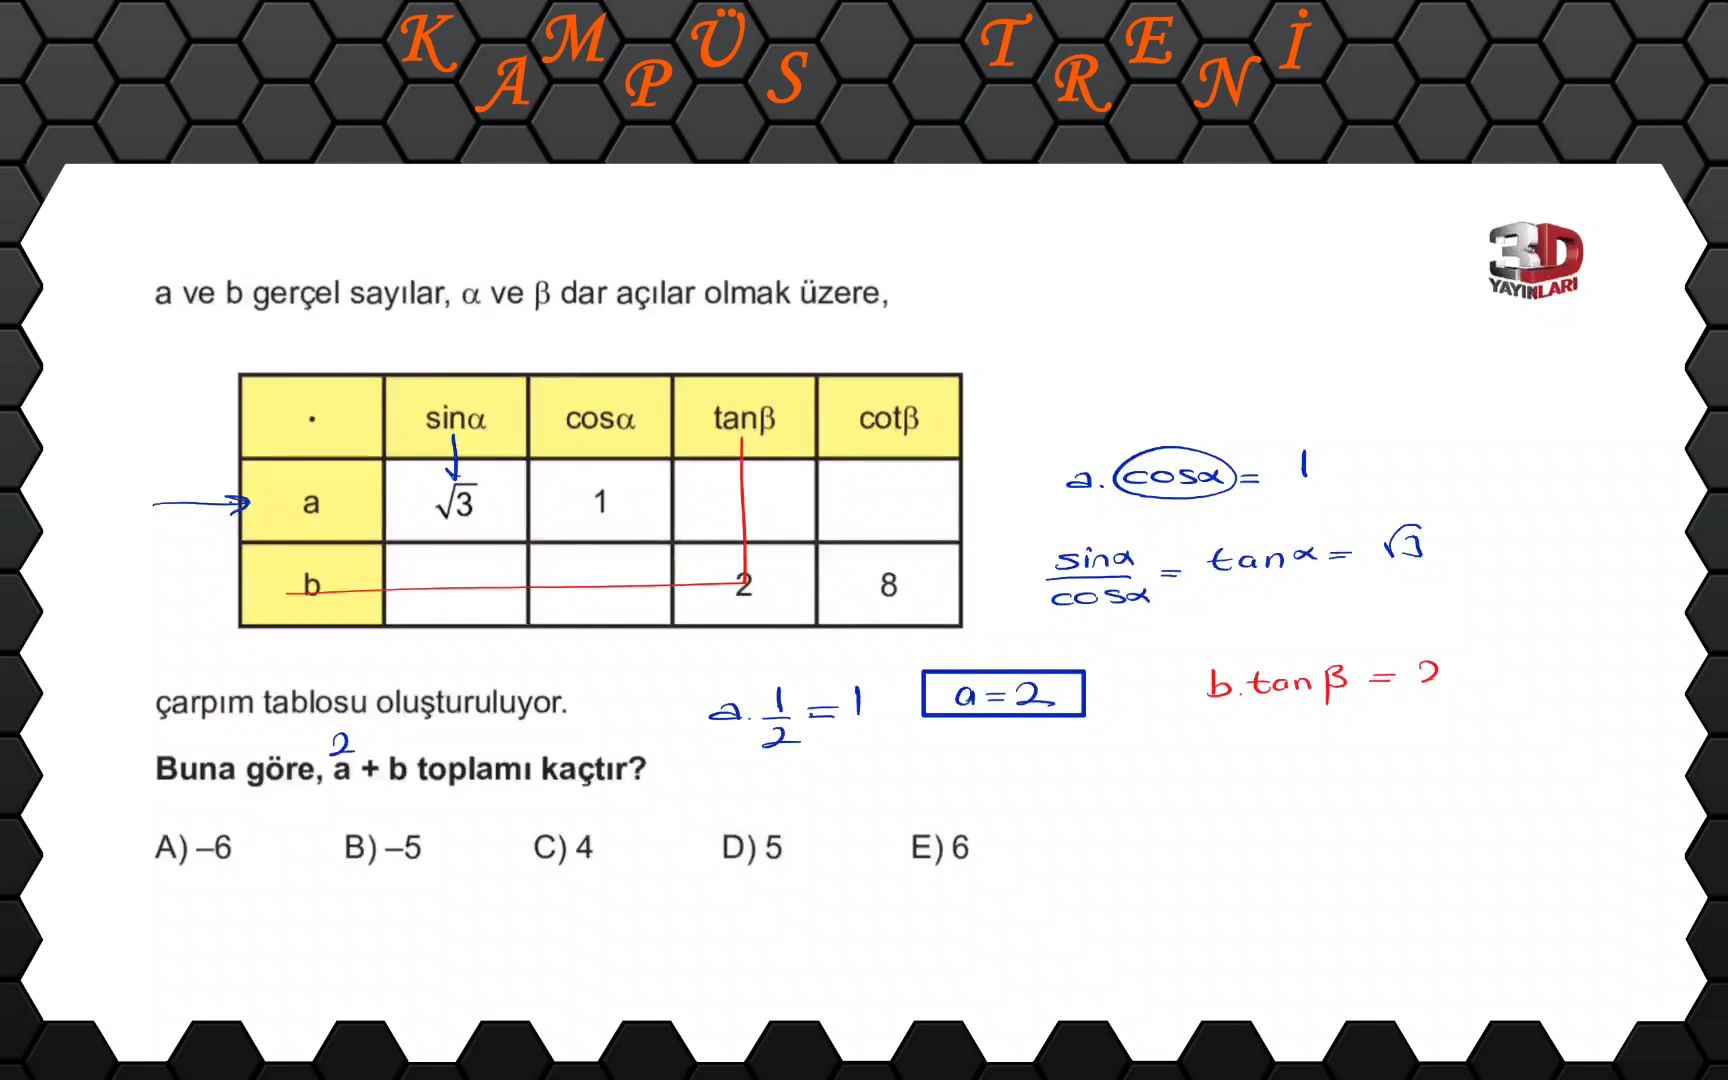 KAMPÜS TRENİ
3D
YAYINLARI
a ve b gerçel sayılar, α ve β dar açılar olmak üzere,
· sinα cosα tanβ cotβ
a √3 1
b 2 8
a.cosα = 1
sinα/cosα = tanα = √3
b.tanβ = 2
çarpım tablosu oluşturuluyor.
a. 1/2 = 1
a = 2
2
Buna göre, a + b toplamı kaçtır?
A) –6 B) –5 C) 4 D) 5 E) 6